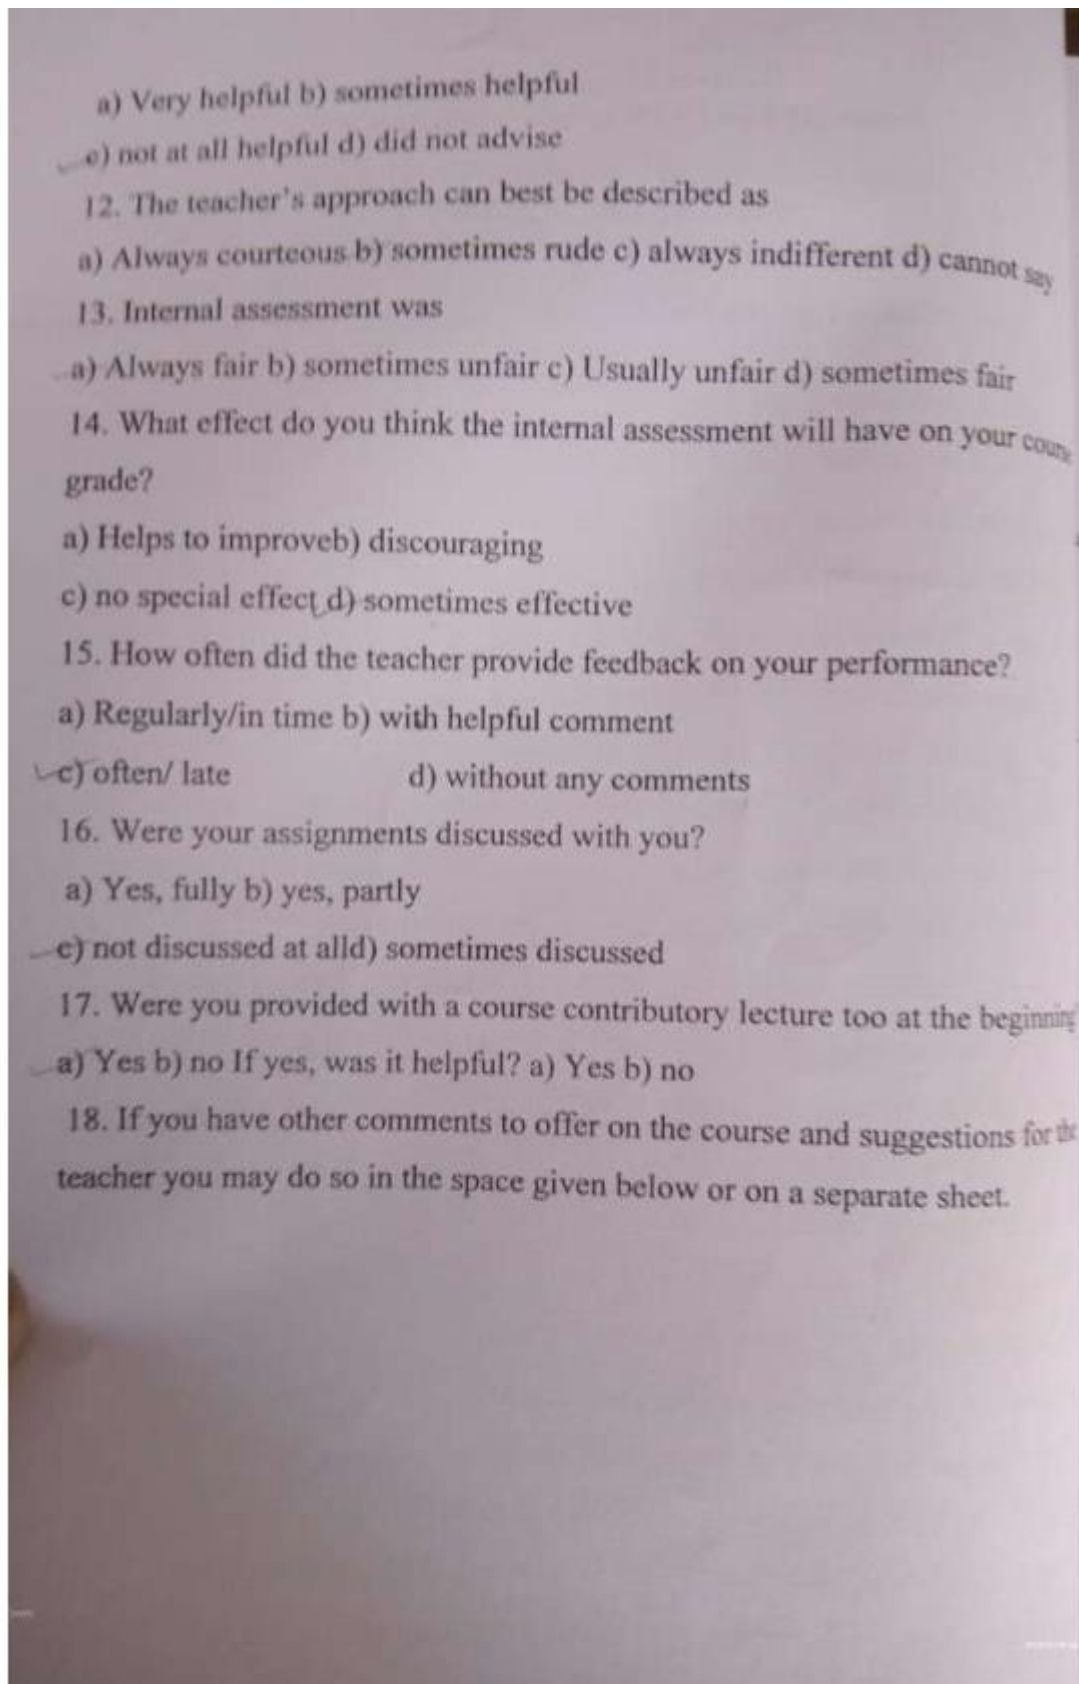 a) Very helpful b) sometimes helpful
c) not at all helpful d) did not advise
12. The teacher's approach can best be described as
a) Always courteous b) sometimes rude c) always indifferent d) cannot say
13. Internal assessment was
a) Always fair b) sometimes unfair c) Usually unfair d) sometimes fair
14. What effect do you think the internal assessment will have on your course
grade?
a) Helps to improveb) discouraging
c) no special effect d) sometimes effective
15. How often did the teacher provide feedback on your performance?
a) Regularly/in time b) with helpful comment
c) often/ late d) without any comments
16. Were your assignments discussed with you?
a) Yes, fully b) yes, partly
c) not discussed at alld) sometimes discussed
17. Were you provided with a course contributory lecture too at the beginning
a) Yes b) no If yes, was it helpful? a) Yes b) no
18. If you have other comments to offer on the course and suggestions for the
teacher you may do so in the space given below or on a separate sheet.